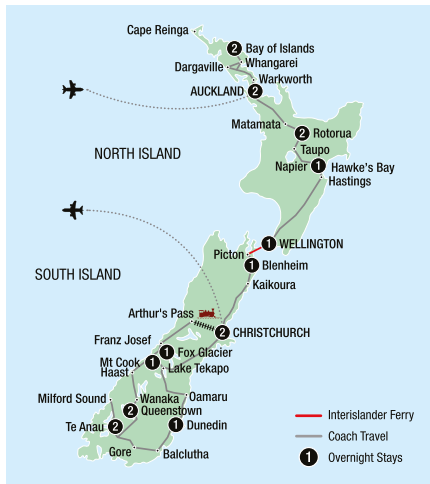 Cape Reinga
2 Bay of Islands
Whangarei
Dargaville
Warkworth
AUCKLAND 2
Matamata
2 Rotorua
Taupo
NORTH ISLAND
Napier 1 Hawke's Bay
Hastings
1 WELLINGTON
Picton
1 Blenheim
SOUTH ISLAND
Kaikoura
Arthur's Pass
2 CHRISTCHURCH
Franz Josef
1 Fox Glacier
Mt Cook 1
Lake Tekapo
Haast
Milford Sound
Wanaka
Oamaru
2 Queenstown
Te Anau 2
1 Dunedin
Gore
Balclutha
Interislander Ferry
Coach Travel
1 Overnight Stays